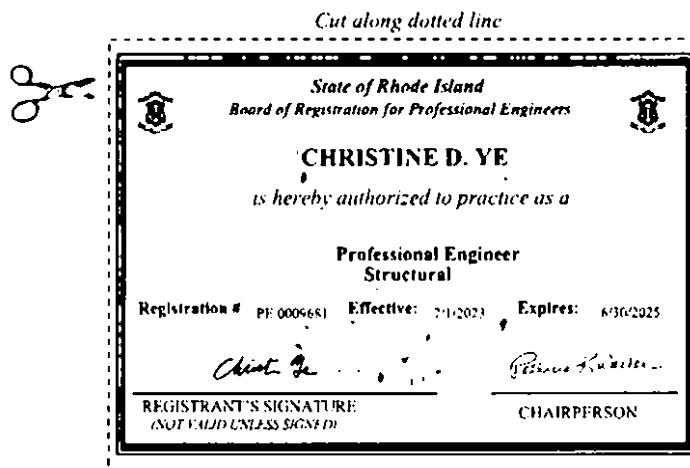 Cut along dotted line
State of Rhode Island
Board of Registration for Professional Engineers
CHRISTINE D. YE
is hereby authorized to practice as a
Professional Engineer
Structural
Registration # PE 0009681 Effective: 7/1/2023 Expires: 6/30/2025
REGISTRANT'S SIGNATURE CHAIRPERSON
(NOT VALID UNLESS SIGNED)